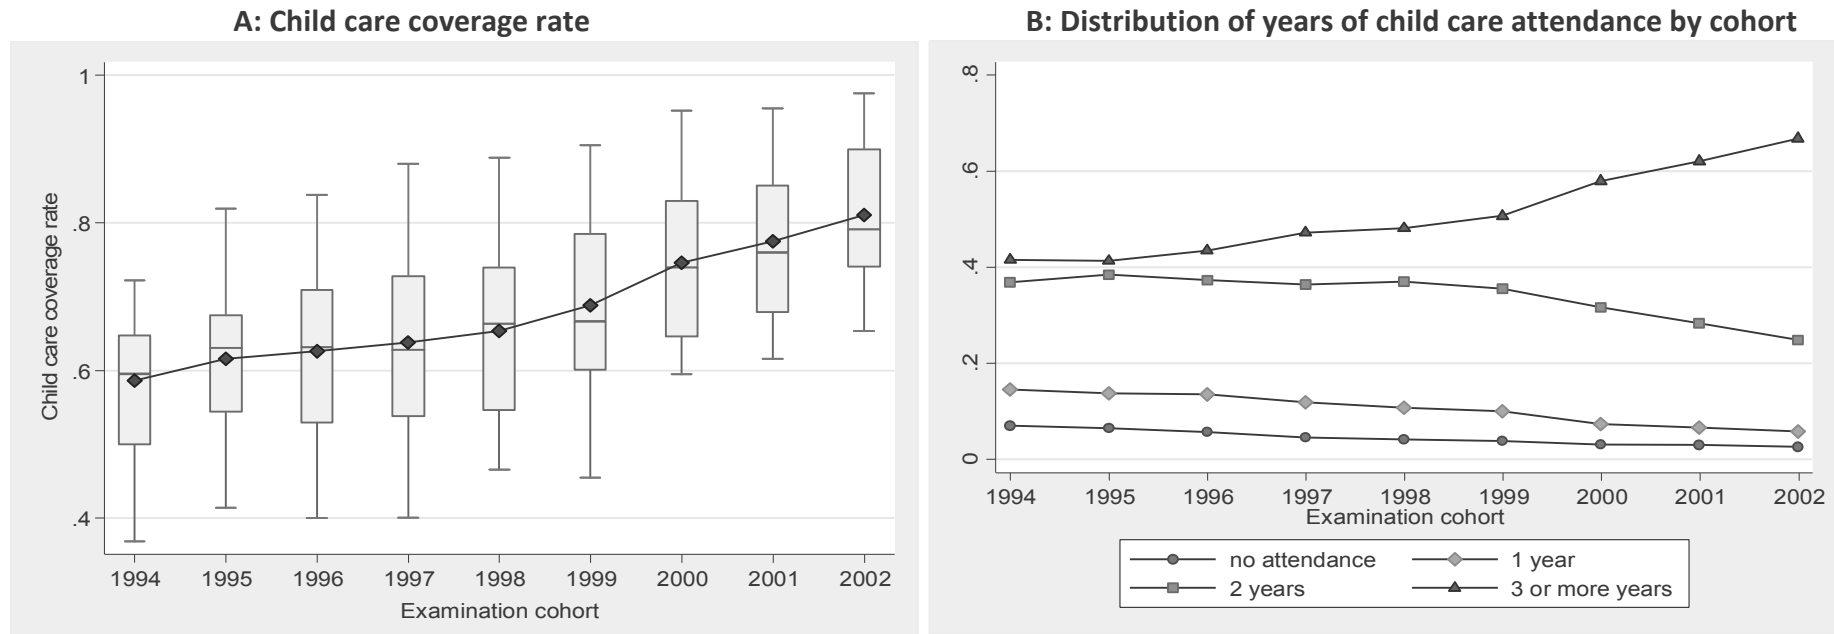 A: Child care coverage rate
1
.8
.6
.4
Child care coverage rate
1994 1995 1996 1997 1998 1999 2000 2001 2002
Examination cohort
B: Distribution of years of child care attendance by cohort
.8
.6
.4
.2
0
1994 1995 1996 1997 1998 1999 2000 2001 2002
Examination cohort
no attendance 1 year
2 years 3 or more years